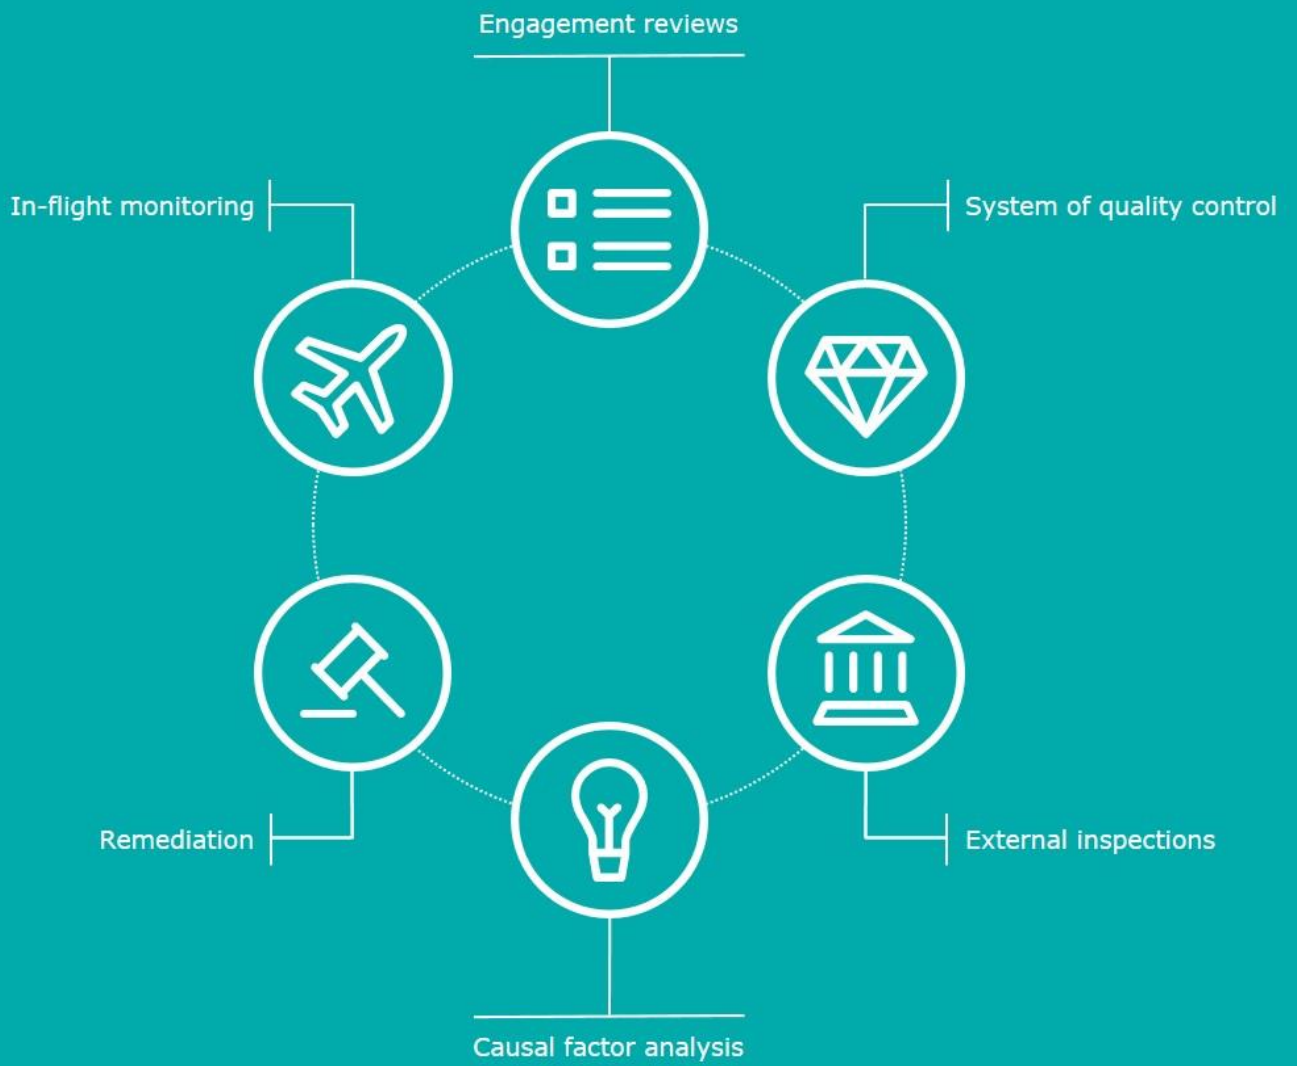 Engagement reviews
In-flight monitoring
System of quality control
Remediation
External inspections
Causal factor analysis